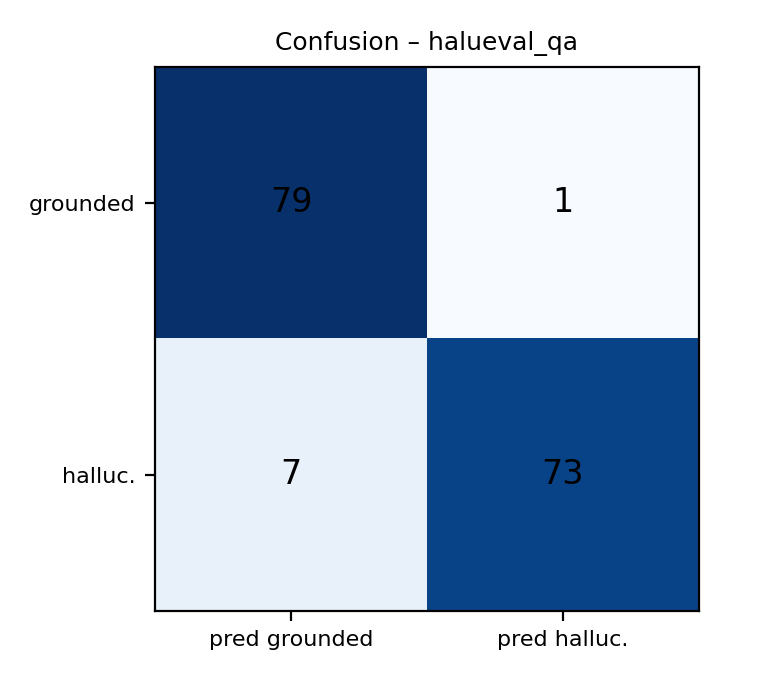 Confusion – halueval_qa
grounded
79
1
halluc.
7
73
pred grounded
pred halluc.